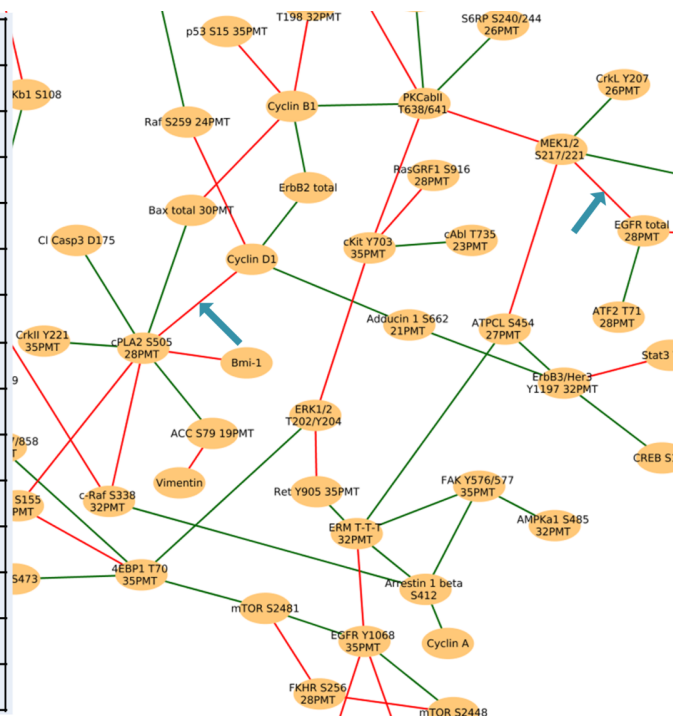 T198 32PMT
S6RP S240/244
26PMT
p53 S15 35PMT
CrkL Y207
26PMT
Kb1 S108
Cyclin B1
PKCabII
T638/641
Raf S259 24PMT
MEK1/2
S217/221
RasGRF1 S916
28PMT
ErbB2 total
Bax total 30PMT
EGFR total
28PMT
Cl Casp3 D175
cKit Y703
35PMT
cAbl T735
23PMT
Cyclin D1
ATF2 T71
28PMT
Adducin 1 S662
21PMT
ATPCL S454
27PMT
CrkII Y221
35PMT
cPLA2 S505
28PMT
Bmi-1
Stat3
9
ErbB3/Her3
Y1197 32PMT
ERK1/2
T202/Y204
ACC S79 19PMT
/858
CREB S
Vimentin
Ret Y905 35PMT
FAK Y576/577
35PMT
S155
PMT
c-Raf S338
32PMT
AMPKa1 S485
32PMT
ERM T-T-T
32PMT
S473
4EBP1 T70
35PMT
Arrestin 1 beta
S412
mTOR S2481
EGFR Y1068
35PMT
Cyclin A
FKHR S256
28PMT
mTOR S2448